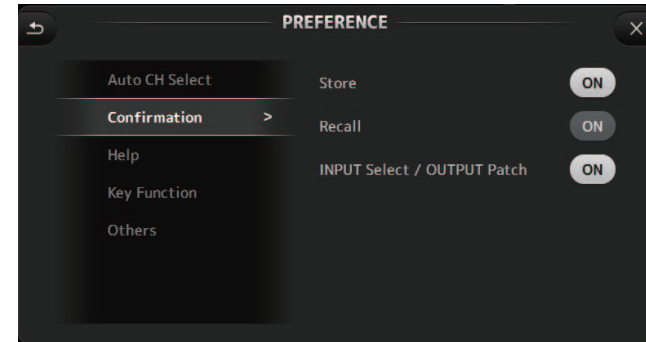 PREFERENCE
Auto CH Select
Confirmation >
Help
Key Function
Others
Store ON
Recall ON
INPUT Select / OUTPUT Patch ON